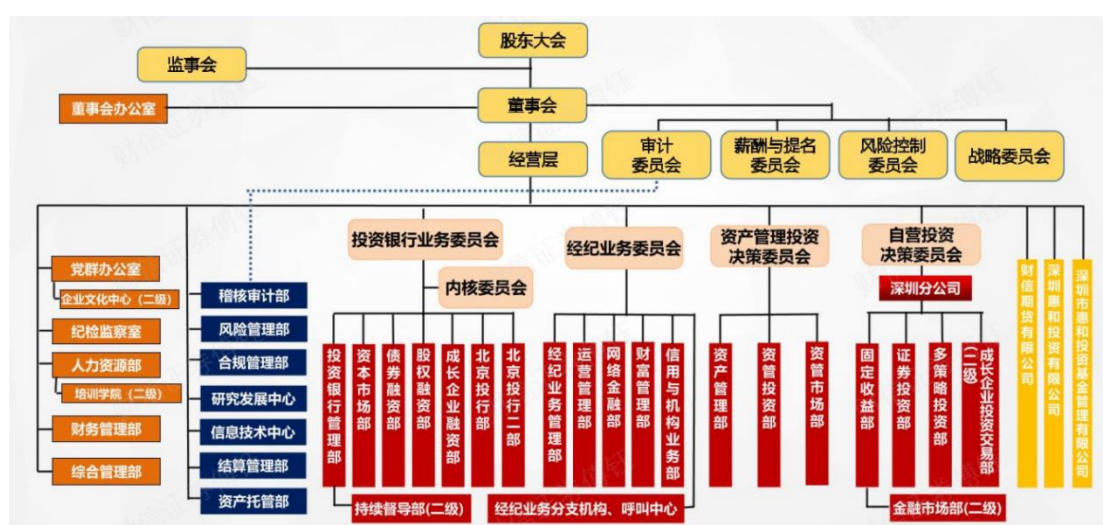 股东大会
监事会
董事会办公室
董事会
经营层
审计
委员会
薪酬与提名
委员会
风险控制
委员会
战略委员会
投资银行业务委员会
内核委员会
经纪业务委员会
资产管理投资
决策委员会
自营投资
决策委员会
深圳分公司
党群办公室
企业文化中心（二级）
纪检监察室
人力资源部
培训学院（二级）
财务管理部
综合管理部
稽核审计部
风险管理部
合规管理部
研究发展中心
信息技术中心
结算管理部
资产托管部
投资银行管理部
资本市场部
债券融资部
股权融资部
成长企业融资部
北京投行部
北京投行二部
持续督导部(二级)
经纪业务管理部
运营管理部
网络金融部
财富管理部
信用与机构业务部
经纪业务分支机构、呼叫中心
资产管理部
资管投资部
资管市场部
固定收益部
证券投资部
多策略投资部
成长企业投资交易部
(二级)
金融市场部(二级)
财信期货有限公司
深圳惠和投资有限公司
深圳市惠和投资基金管理有限公司